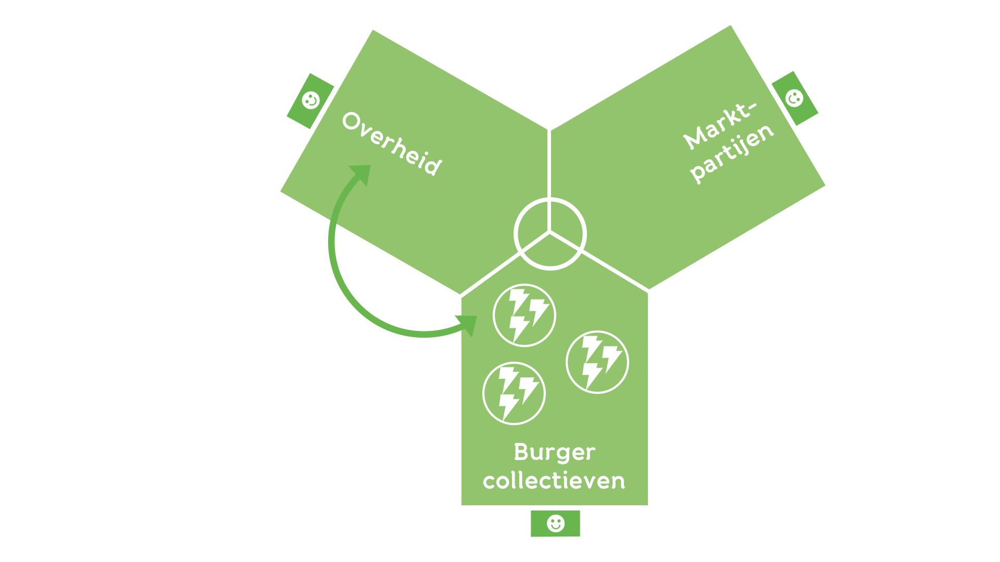 Overheid
Markt-
partijen
Burger
collectieven